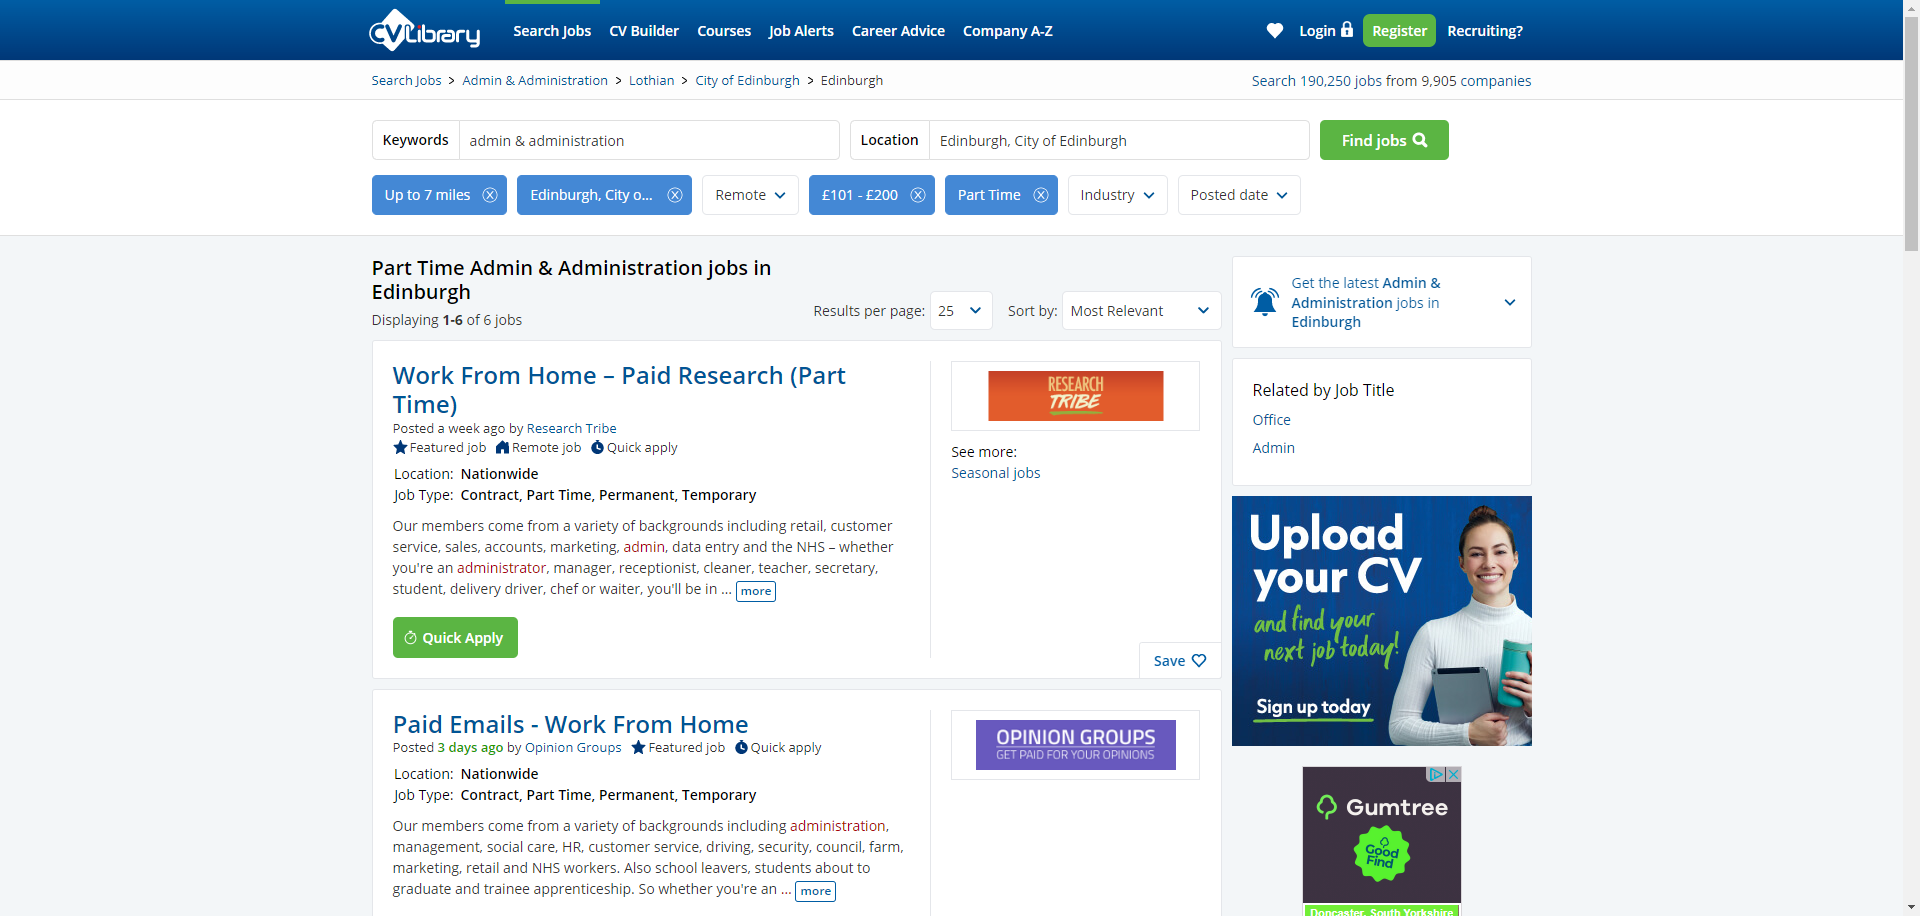 CV Library
Search Jobs
CV Builder
Courses
Job Alerts
Career Advice
Company A-Z
Login
Register
Recruiting?
Search Jobs > Admin & Administration > Lothian > City of Edinburgh > Edinburgh
Search 190,250 jobs from 9,905 companies
Keywords
admin & administration
Location
Edinburgh, City of Edinburgh
Find jobs
Up to 7 miles
Edinburgh, City o...
Remote
£101 - £200
Part Time
Industry
Posted date
Part Time Admin & Administration jobs in
Edinburgh
Displaying 1-6 of 6 jobs
Results per page: 25
Sort by: Most Relevant
Work From Home – Paid Research (Part
Time)
Posted a week ago by Research Tribe
Featured job Remote job Quick apply
Location: Nationwide
Job Type: Contract, Part Time, Permanent, Temporary
Our members come from a variety of backgrounds including retail, customer
service, sales, accounts, marketing, admin, data entry and the NHS – whether
you're an administrator, manager, receptionist, cleaner, teacher, secretary,
student, delivery driver, chef or waiter, you'll be in ... more
Quick Apply
RESEARCH
TRIBE
See more:
Seasonal jobs
Save
Paid Emails - Work From Home
Posted 3 days ago by Opinion Groups Featured job Quick apply
Location: Nationwide
Job Type: Contract, Part Time, Permanent, Temporary
Our members come from a variety of backgrounds including administration,
management, social care, HR, customer service, driving, security, council, farm,
marketing, retail and NHS workers. Also school leavers, students about to
graduate and trainee apprenticeship. So whether you're an ... more
OPINION GROUPS
GET PAID FOR YOUR OPINIONS
Get the latest Admin &
Administration jobs in
Edinburgh
Related by Job Title
Office
Admin
Upload
your CV
and find your
next job today!
Sign up today
Gumtree
Good
Find
Doncaster, South Yorkshire